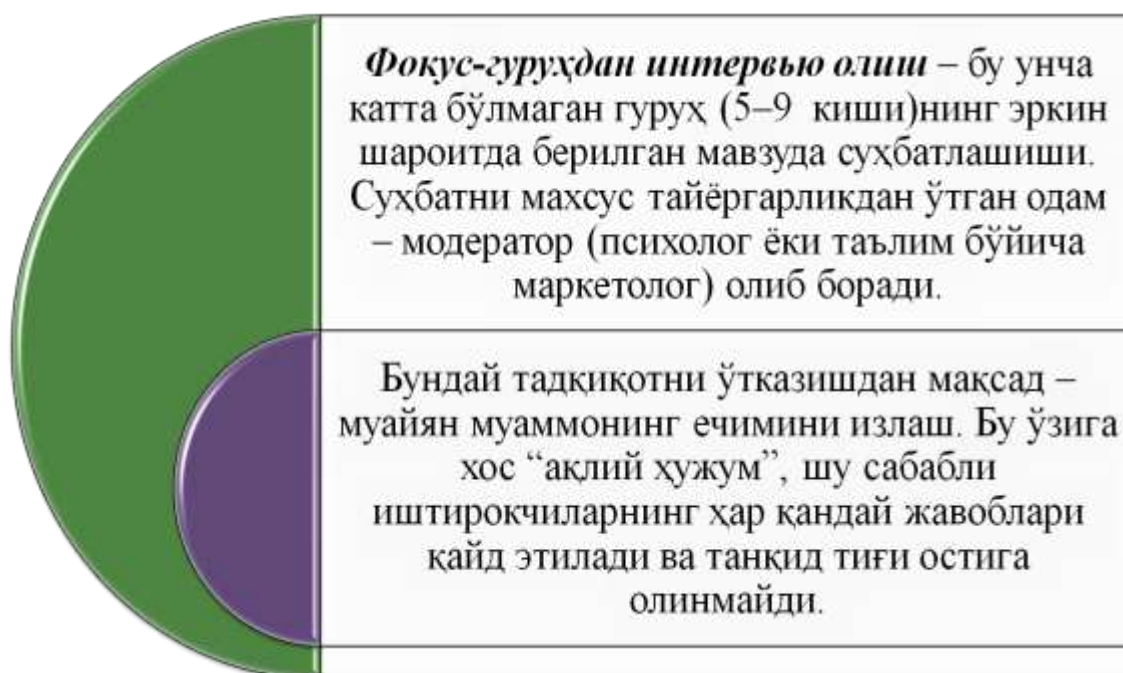 Фокус-гуруҳдан интервью олиш – бу унча
катта бўлмаган гуруҳ (5–9 киши)нинг эркин
шароитда берилган мавзуда суҳбатлашиши.
Суҳбатни махсус тайёргарликдан ўтган одам
– модератор (психолог ёки таълим бўйича
маркетолог) олиб боради.
Бундай тадқиқотни ўтказишдан мақсад –
муайян муаммонинг ечимини излаш. Бу ўзига
хос “ақлий ҳужум”, шу сабабли
иштирокчиларнинг ҳар қандай жавоблари
қайд этилади ва танқид тиғи остига
олинмайди.